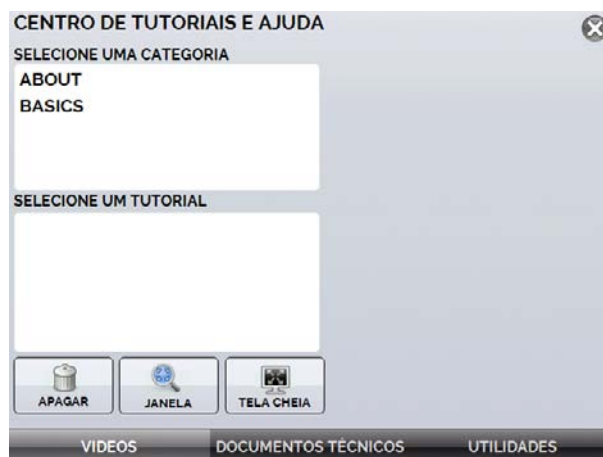 CENTRO DE TUTORIAIS E AJUDA
SELECIONE UMA CATEGORIA
ABOUT
BASICS
SELECIONE UM TUTORIAL
APAGAR
JANELA
TELA CHEIA
VIDEOS
DOCUMENTOS TÉCNICOS
UTILIDADES